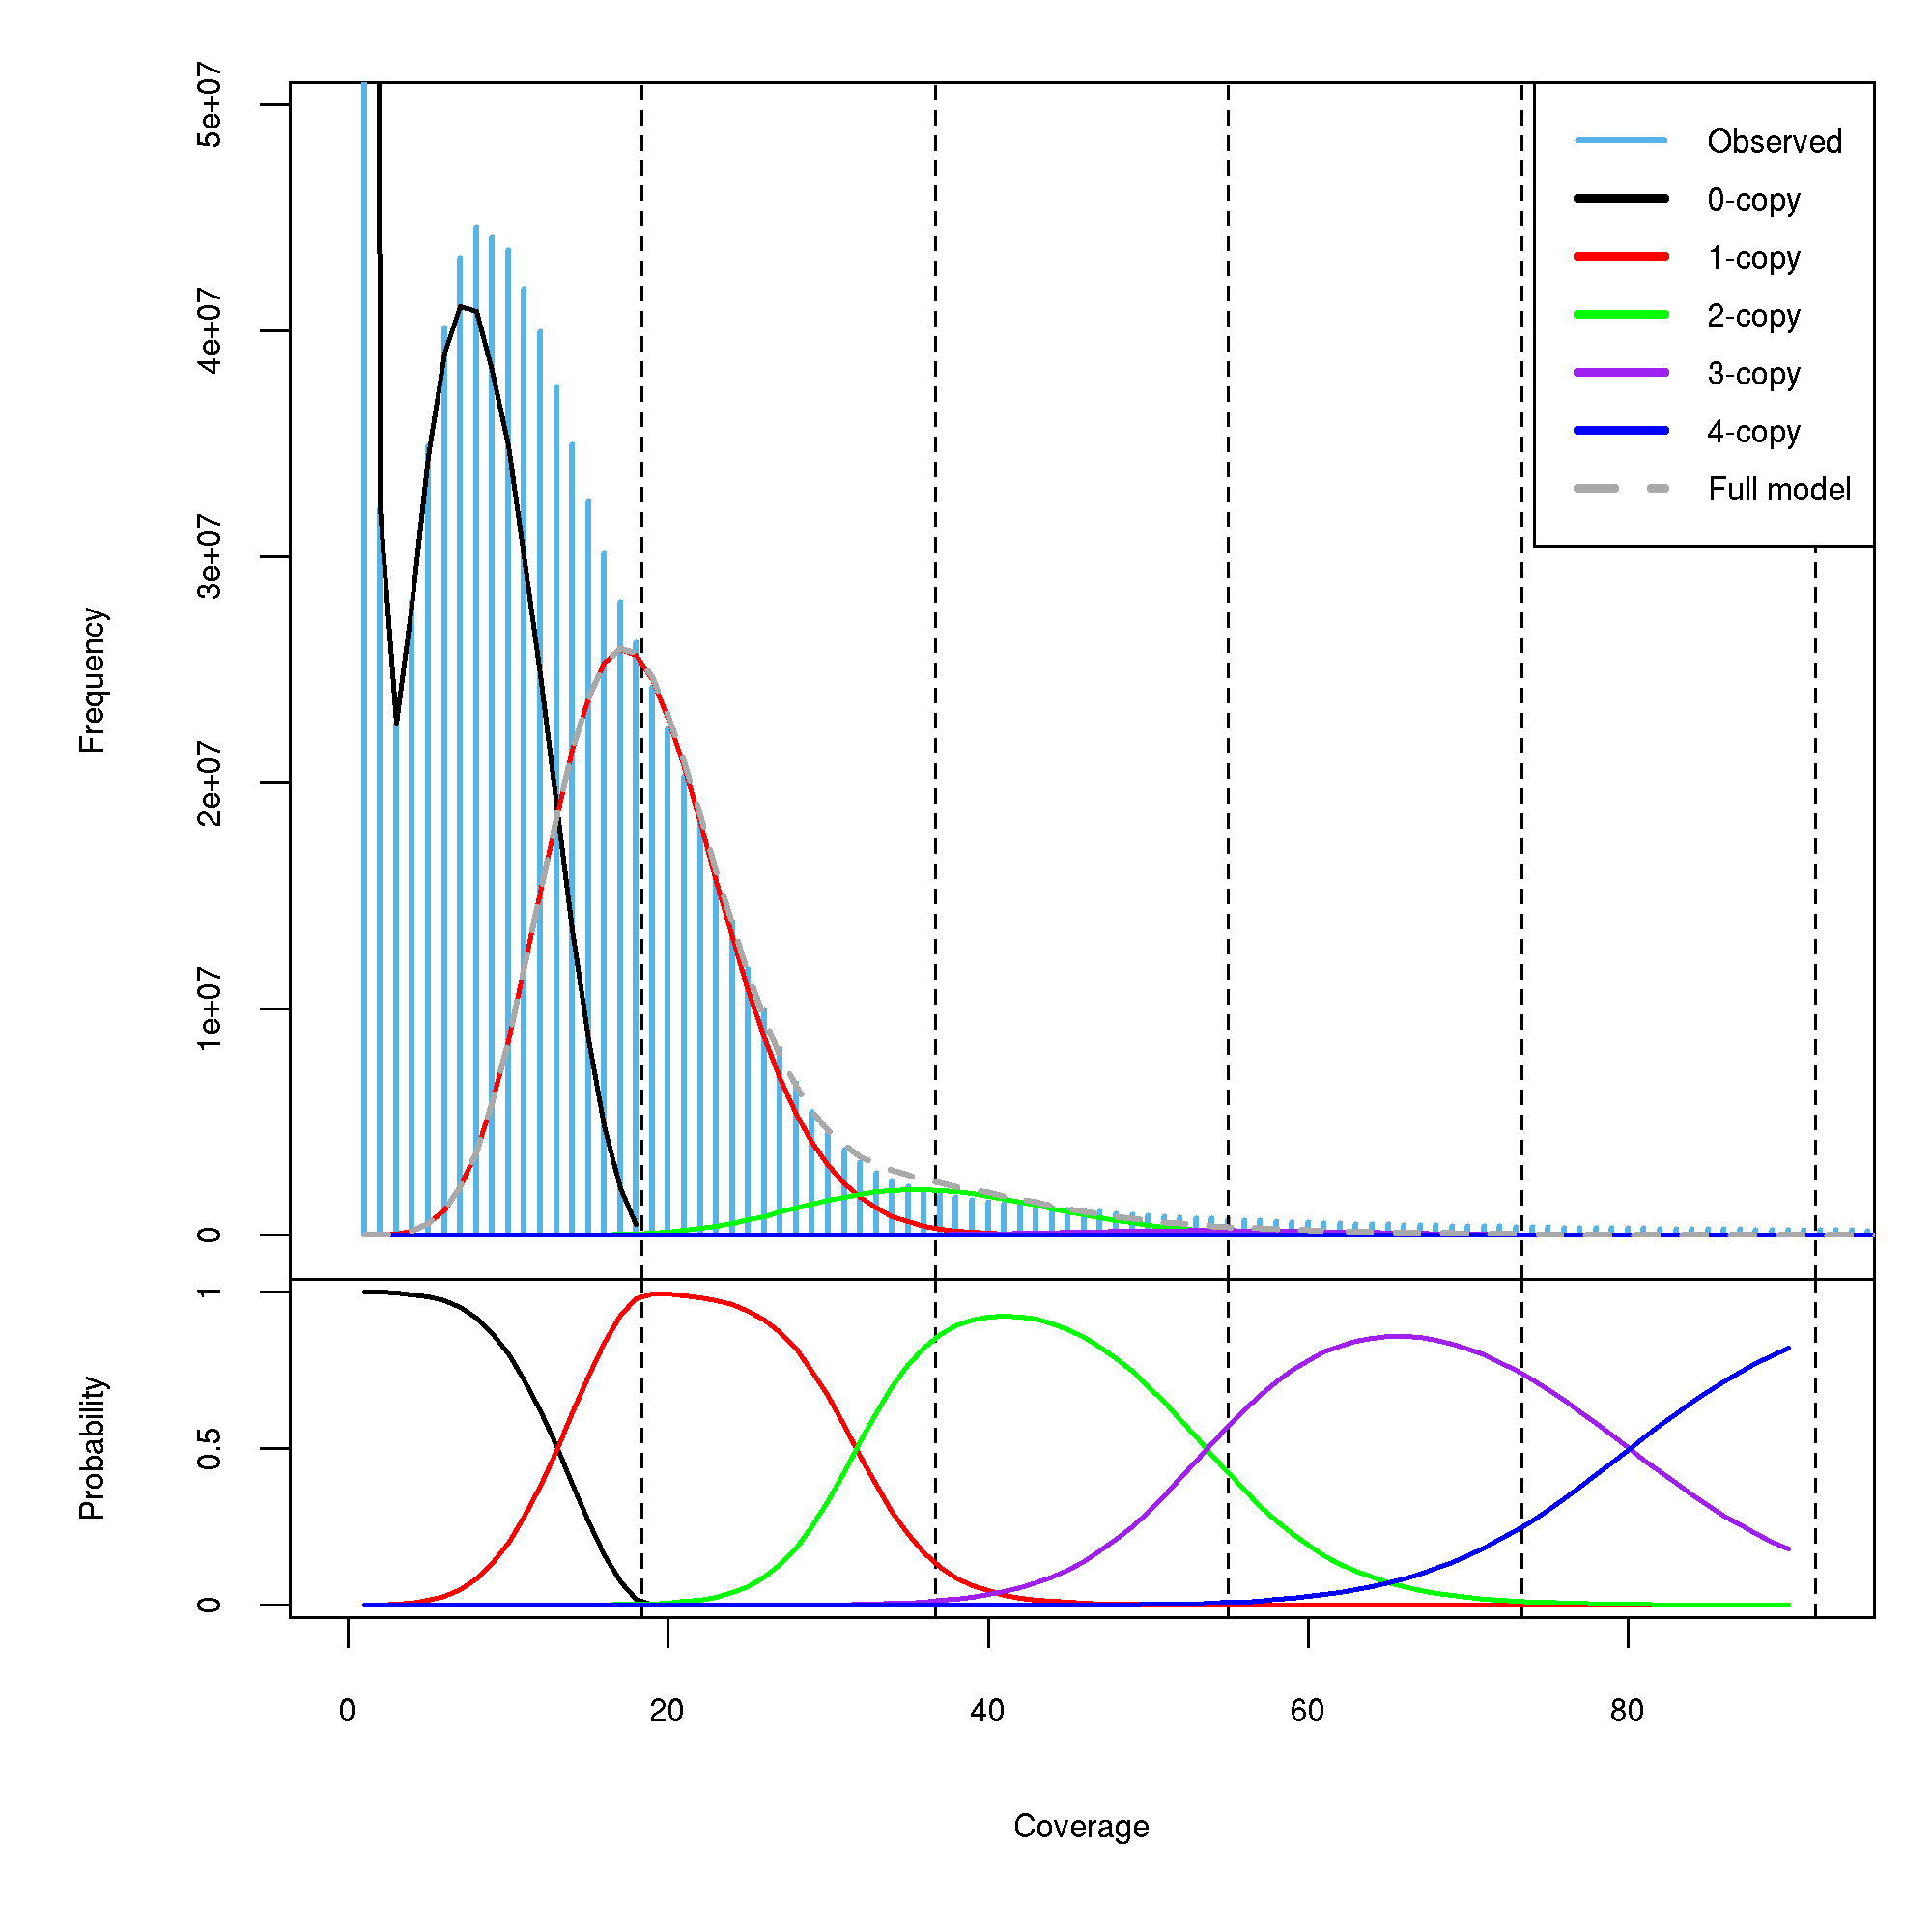 5e+07
4e+07
3e+07
2e+07
1e+07
0
Frequency
Observed
0-copy
1-copy
2-copy
3-copy
4-copy
Full model
1
0.5
0
Probability
0 20 40 60 80
Coverage